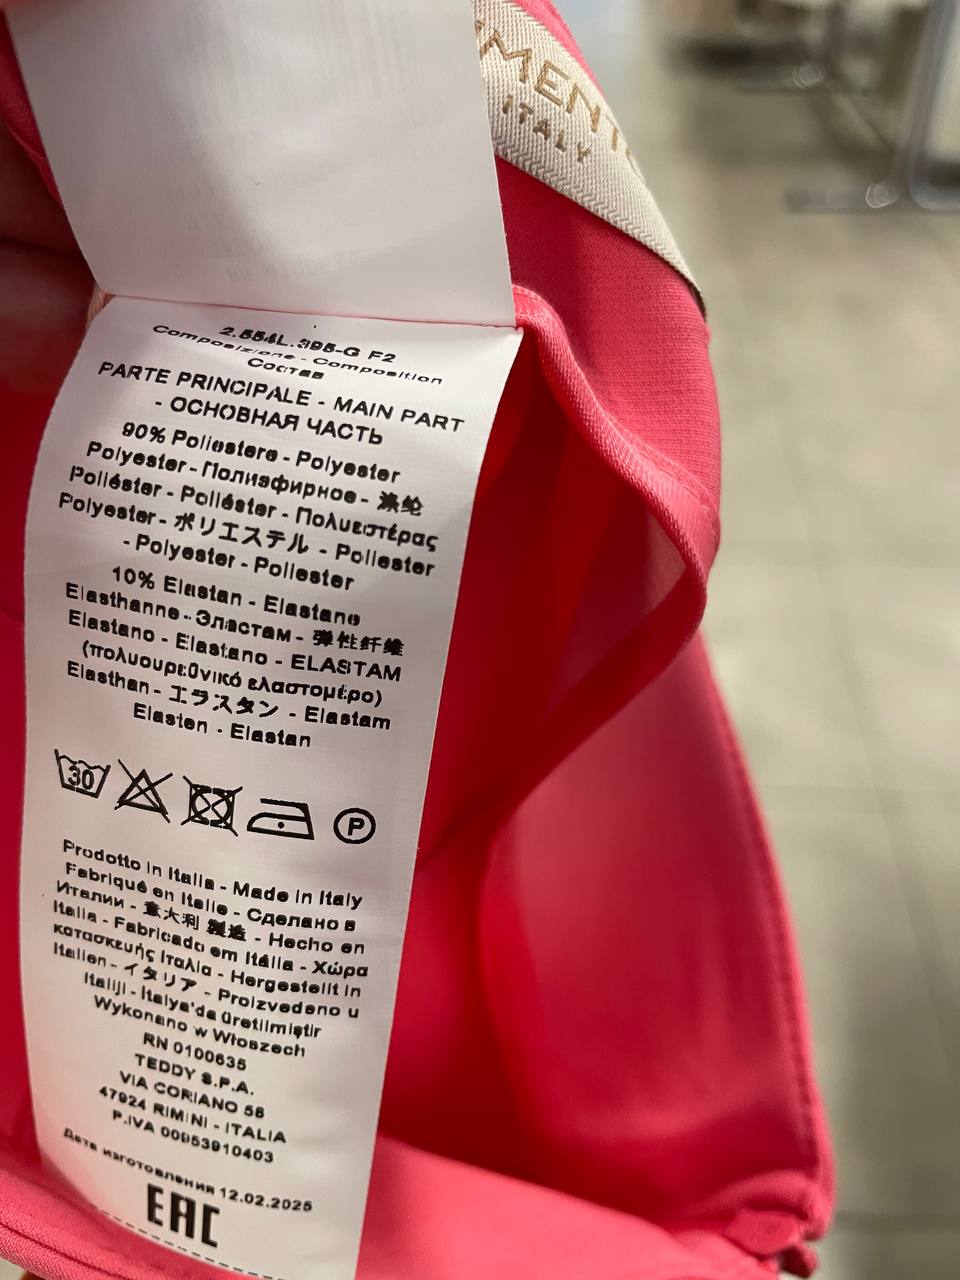 ITALY
2.554L.395-G F2
Composizione - Composition
Состав
PARTE PRINCIPALE - MAIN PART
- ОСНОВНАЯ ЧАСТЬ
90% Poliestere - Polyester
Polyester - Полиэфирное - 涤纶
Poliéster - Poliéster - Πολυεστέρας
Polyester - ポリエステル - Poliester
- Polyester - Poliester
10% Elastan - Elastano
Elasthanne - Эластам - 弹性纤维
Elastano - Elastano - ELASTAM
(πολυουρεθνικό ελαστομέρο)
Elasthan - エラスタン - Elastam
Elasten - Elastan
30
P
Prodotto in Italia - Made in Italy
Fabriqué en Italie - Сделано в
Италии - 意大利 製造 - Hecho en
Italia - Fabricado em Itália - Χώρα
κατασκευής Ιταλία - Hergestellt in
Italien - イタリア - Proizvedeno u
Italiji - İtalya'da üretilmiştir
Wykonano w Włoszech
RN 0100635
TEDDY S.P.A.
VIA CORIANO 58
47924 RIMINI - ITALIA
P.IVA 00953910403
Дата изготовления 12.02.2025
EAC